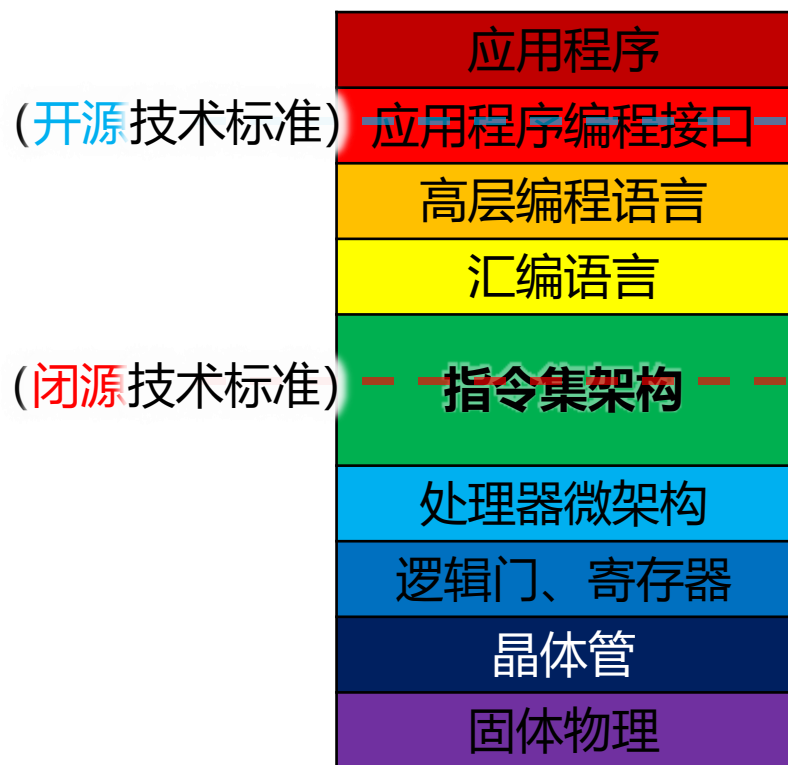 应用程序
(开源技术标准) 应用程序编程接口
高层编程语言
汇编语言
(闭源技术标准) 指令集架构
处理器微架构
逻辑门、寄存器
晶体管
固体物理